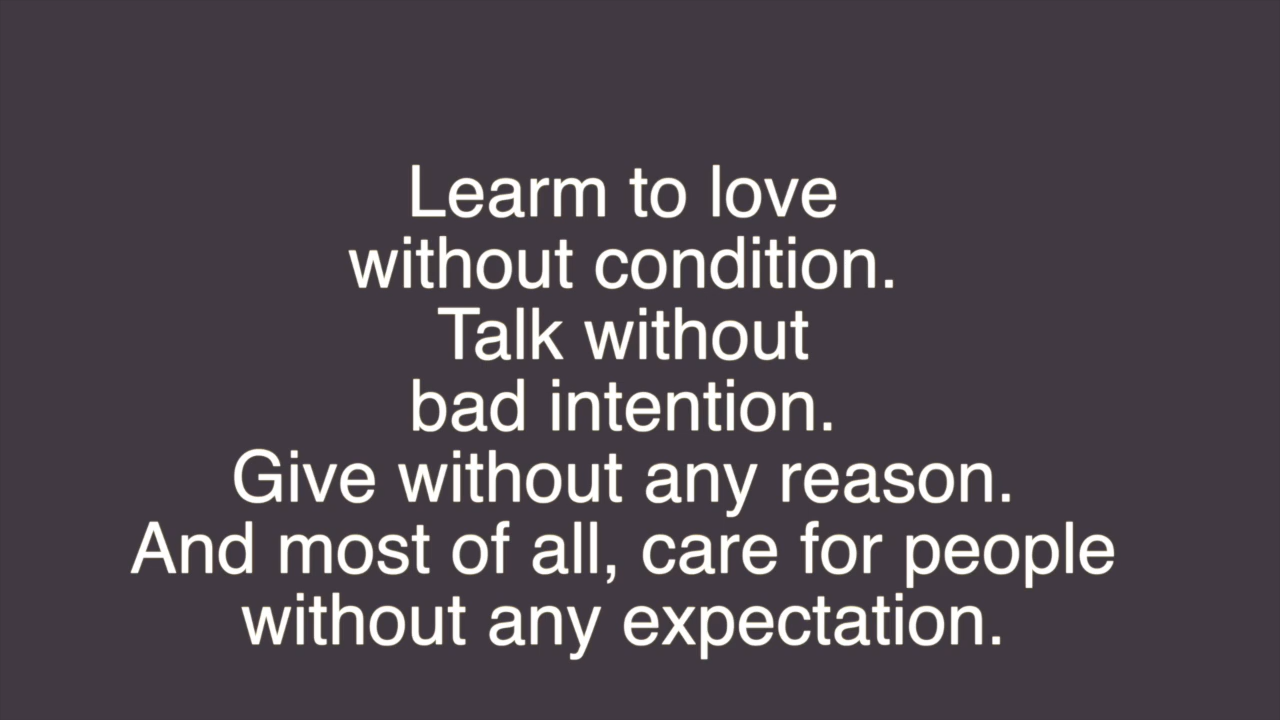 Learm to love
without condition.
Talk without
bad intention.
Give without any reason.
And most of all, care for people
without any expectation.